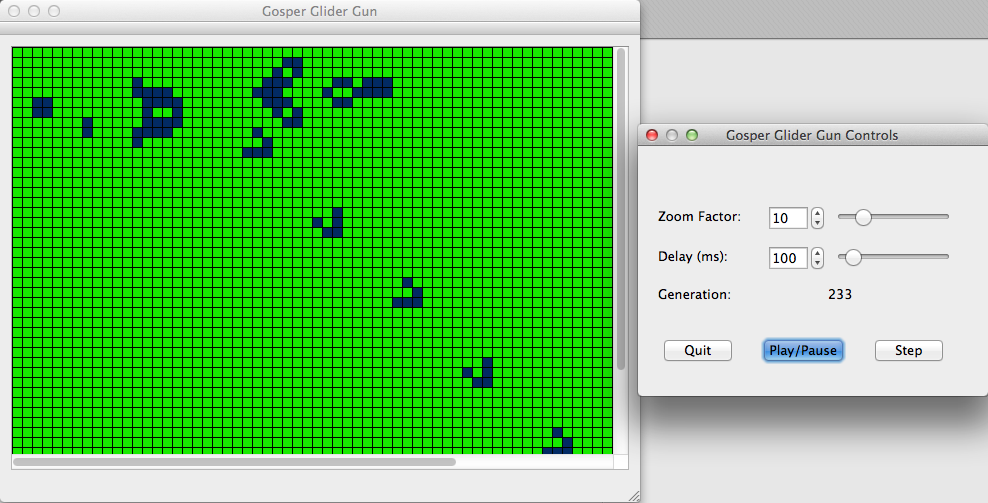 Gosper Glider Gun
Gosper Glider Gun Controls
Zoom Factor: 10
Delay (ms): 100
Generation: 233
Quit Play/Pause Step